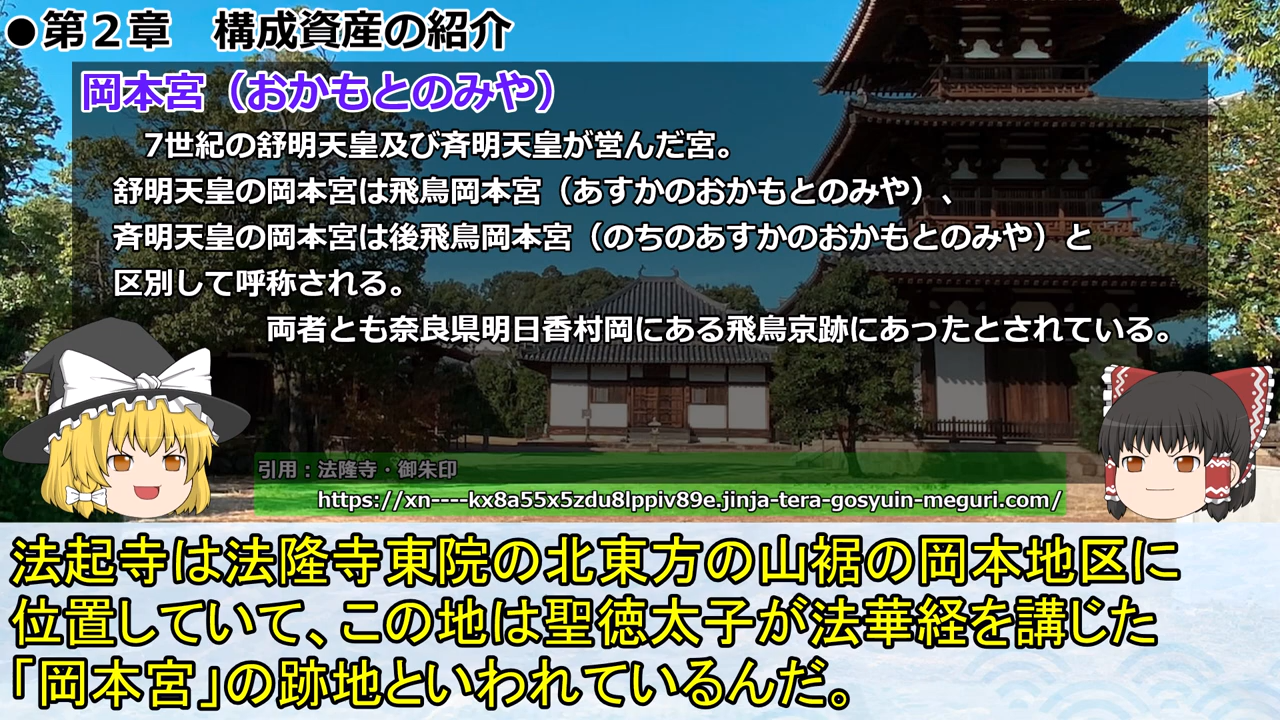 ●第２章　構成資産の紹介
岡本宮（おかもとのみや）
7世紀の舒明天皇及び斉明天皇が営んだ宮。
舒明天皇の岡本宮は飛鳥岡本宮（あすかのおかもとのみや）、
斉明天皇の岡本宮は後飛鳥岡本宮（のちのあすかのおかもとのみや）と
区別して呼称される。
両者とも奈良県明日香村岡にある飛鳥京跡にあったとされている。
引用：法隆寺・御朱印
https://xn----kx8a55x5zdu8lppiv89e.jinja-tera-gosyuin-meguri.com/
法起寺は法隆寺東院の北東方の山裾の岡本地区に
位置していて、この地は聖徳太子が法華経を講じた
「岡本宮」の跡地といわれているんだ。